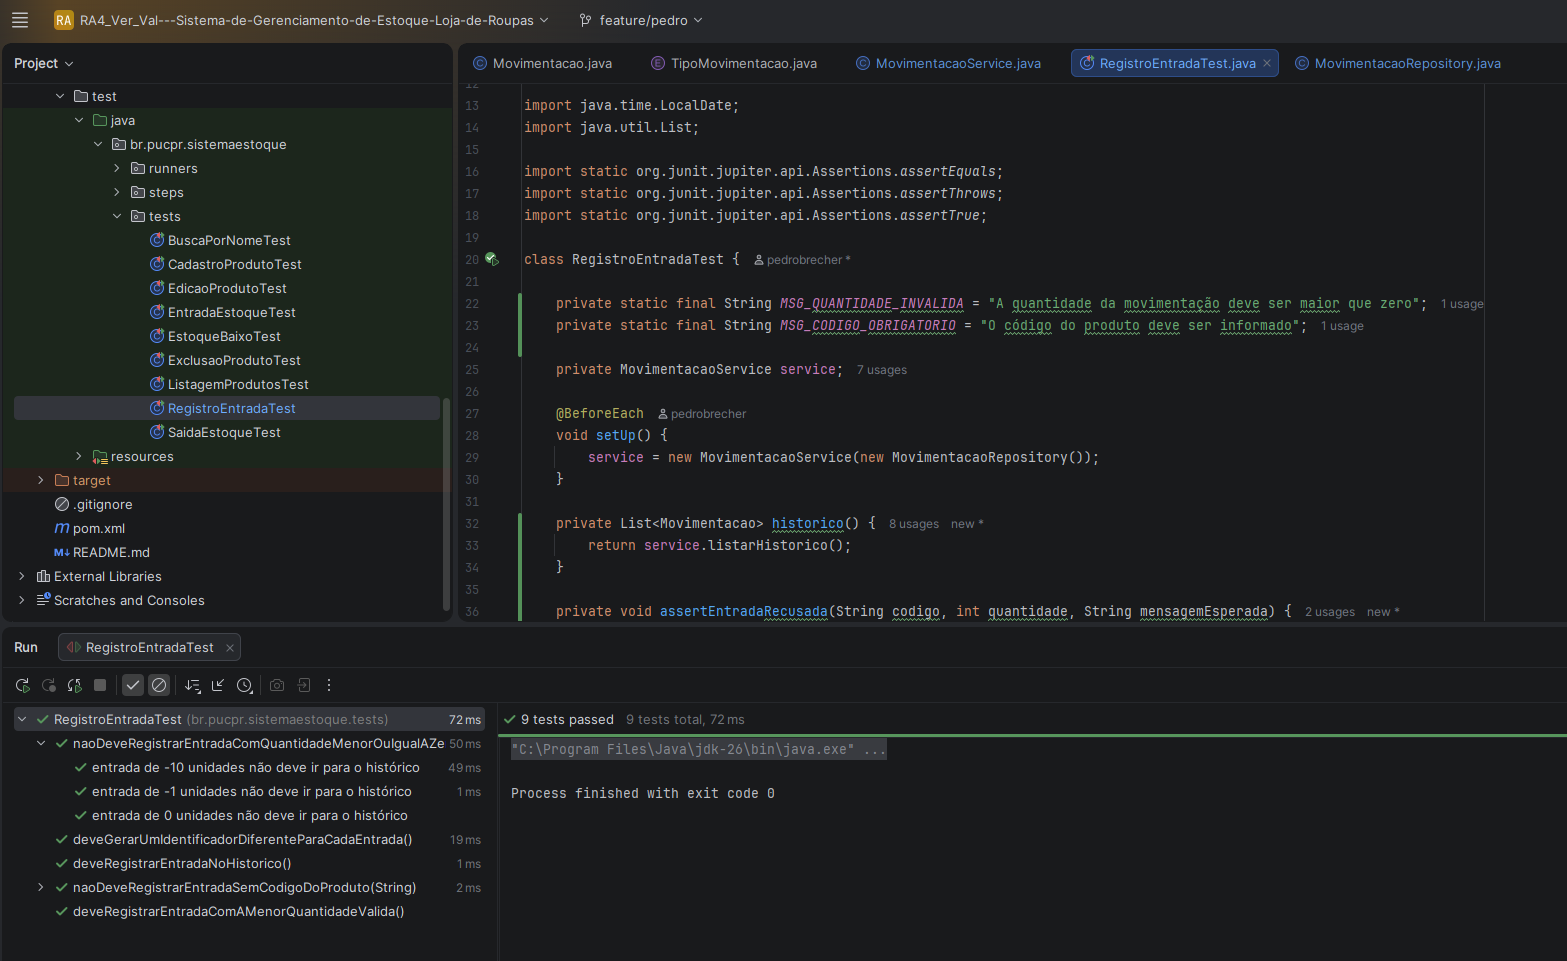 RA RA4_Ver_Val---Sistema-de-Gerenciamento-de-Estoque-Loja-de-Roupas feature/pedro
Project
test
java
br.pucpr.sistemaestoque
runners
steps
tests
BuscaPorNomeTest
CadastroProdutoTest
EdicaoProdutoTest
EntradaEstoqueTest
EstoqueBaixoTest
ExclusaoProdutoTest
ListagemProdutosTest
RegistroEntradaTest
SaidaEstoqueTest
resources
target
.gitignore
pom.xml
README.md
External Libraries
Scratches and Consoles
Movimentacao.java TipoMovimentacao.java MovimentacaoService.java RegistroEntradaTest.java MovimentacaoRepository.java
12
13 import java.time.LocalDate;
14 import java.util.List;
15
16 import static org.junit.jupiter.api.Assertions.assertEquals;
17 import static org.junit.jupiter.api.Assertions.assertThrows;
18 import static org.junit.jupiter.api.Assertions.assertTrue;
19
20 class RegistroEntradaTest { pedrobrecher *
21
22 private static final String MSG_QUANTIDADE_INVALIDA = "A quantidade da movimentação deve ser maior que zero"; 1 usage
23 private static final String MSG_CODIGO_OBRIGATORIO = "O código do produto deve ser informado"; 1 usage
24
25 private MovimentacaoService service; 7 usages
26
27 @BeforeEach pedrobrecher
28 void setUp() {
29 service = new MovimentacaoService(new MovimentacaoRepository());
30 }
31
32 private List<Movimentacao> historico() { 8 usages new *
33 return service.listarHistorico();
34 }
35
36 private void assertEntradaRecusada(String codigo, int quantidade, String mensagemEsperada) { 2 usages new *
Run RegistroEntradaTest
RegistroEntradaTest (br.pucpr.sistemaestoque.tests) 72 ms
naoDeveRegistrarEntradaComQuantidadeMenorOuIgualAZe 50 ms
entrada de -10 unidades não deve ir para o histórico 49 ms
entrada de -1 unidades não deve ir para o histórico 1 ms
entrada de 0 unidades não deve ir para o histórico
deveGerarUmIdentificadorDiferenteParaCadaEntrada() 19 ms
deveRegistrarEntradaNoHistorico() 1 ms
naoDeveRegistrarEntradaSemCodigoDoProduto(String) 2 ms
deveRegistrarEntradaComAMenorQuantidadeValida()
9 tests passed 9 tests total, 72 ms
"C:\Program Files\Java\jdk-26\bin\java.exe" ...
Process finished with exit code 0